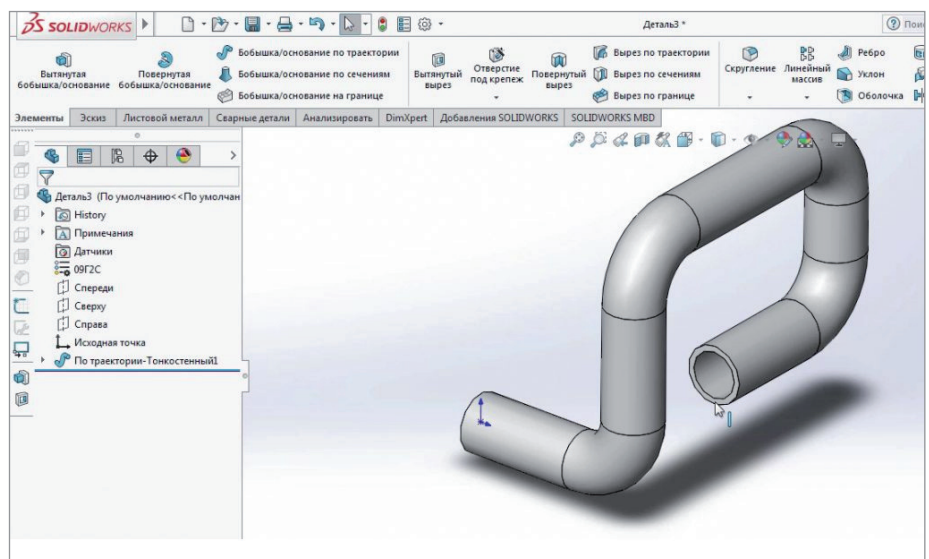 SOLIDWORKS
Деталь3 *
Вытянутая бобышка/основание
Повернутая бобышка/основание
Бобышка/основание по траектории
Бобышка/основание по сечениям
Бобышка/основание на границе
Вытянутый вырез
Отверстие под крепеж
Повернутый вырез
Вырез по траектории
Вырез по сечениям
Вырез по границе
Скругление
Линейный массив
Ребро
Уклон
Оболочка
Элементы Эскиз Листовой металл Сварные детали Анализировать DimXpert Добавления SOLIDWORKS SOLIDWORKS MBD
Деталь3 (По умолчанию<<По умолчан
History
Примечания
Датчики
09Г2С
Спереди
Сверху
Справа
Исходная точка
По траектории-Тонкостенный1